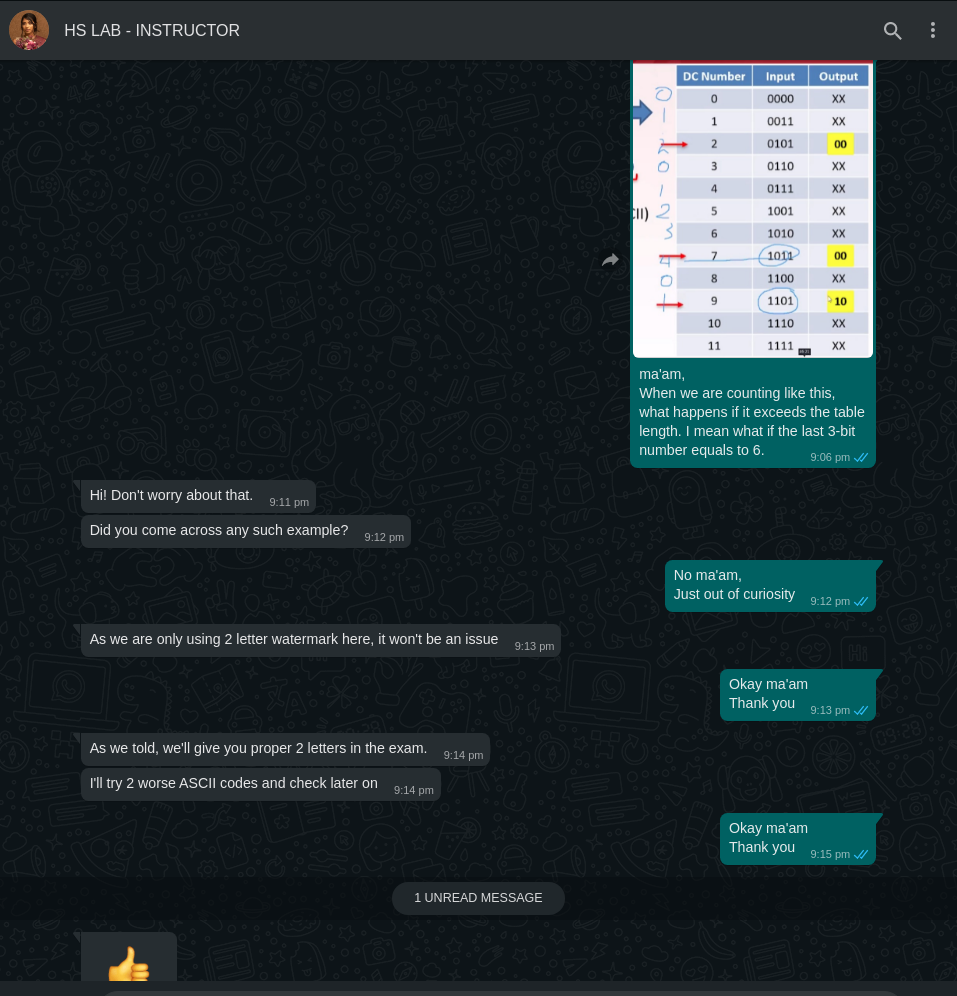 HS LAB - INSTRUCTOR
DC Number Input Output
0 0 0000 XX
1 1 0011 XX
2 2 0101 00
0 3 0110 XX
1 4 0111 XX
CII) 2 5 1001 XX
3 6 1010 XX
4 7 1011 00
0 8 1100 XX
1 9 1101 10
10 1110 XX
11 1111 XX
ma'am,
When we are counting like this,
what happens if it exceeds the table
length. I mean what if the last 3-bit
number equals to 6. 9:06 pm
Hi! Don't worry about that. 9:11 pm
Did you come across any such example? 9:12 pm
No ma'am,
Just out of curiosity 9:12 pm
As we are only using 2 letter watermark here, it won't be an issue 9:13 pm
Okay ma'am
Thank you 9:13 pm
As we told, we'll give you proper 2 letters in the exam. 9:14 pm
I'll try 2 worse ASCII codes and check later on 9:14 pm
Okay ma'am
Thank you 9:15 pm
1 UNREAD MESSAGE